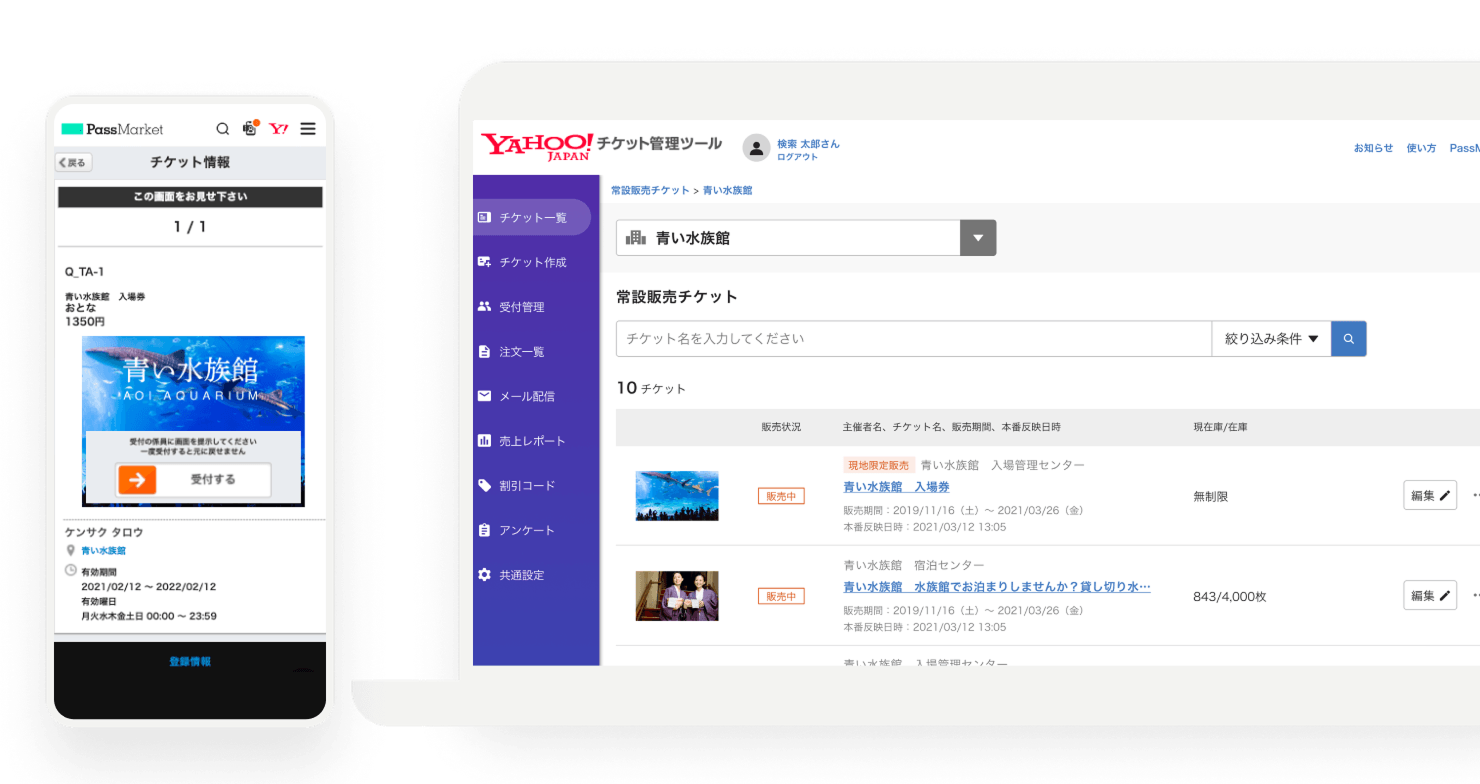 PassMarket
Y!
戻る
チケット情報
この画面をお見せ下さい
1 / 1
Q_TA-1
青い水族館 入場券
おとな
1350円
青い水族館
AOI AQUARIUM
受付の係員に画面を提示してください
一度受付すると元に戻せません
受付する
ケンサク タロウ
青い水族館
有効期間
2021/02/12 ～ 2022/02/12
有効曜日
月火水木金土日 00:00 ～ 23:59
登録情報
YAHOO! JAPAN チケット管理ツール
検索 太郎さん
ログアウト
お知らせ 使い方 PassM
チケット一覧
チケット作成
受付管理
注文一覧
メール配信
売上レポート
割引コード
アンケート
共通設定
常設販売チケット > 青い水族館
青い水族館
常設販売チケット
チケット名を入力してください
絞り込み条件 ▼
10 チケット
販売状況 主催者名、チケット名、販売期間、本番反映日時 現在庫/在庫
現地限定販売 青い水族館 入場管理センター
販売中 青い水族館 入場券 無制限 編集
販売期間：2019/11/16（土）～ 2021/03/26（金）
本番反映日時：2021/03/12 13:05
青い水族館 宿泊センター
販売中 青い水族館 水族館でお泊まりしませんか？貸し切り水… 843/4,000枚 編集
販売期間：2019/11/16（土）～ 2021/03/26（金）
本番反映日時：2021/03/12 13:05
青い水族館 入場管理センター